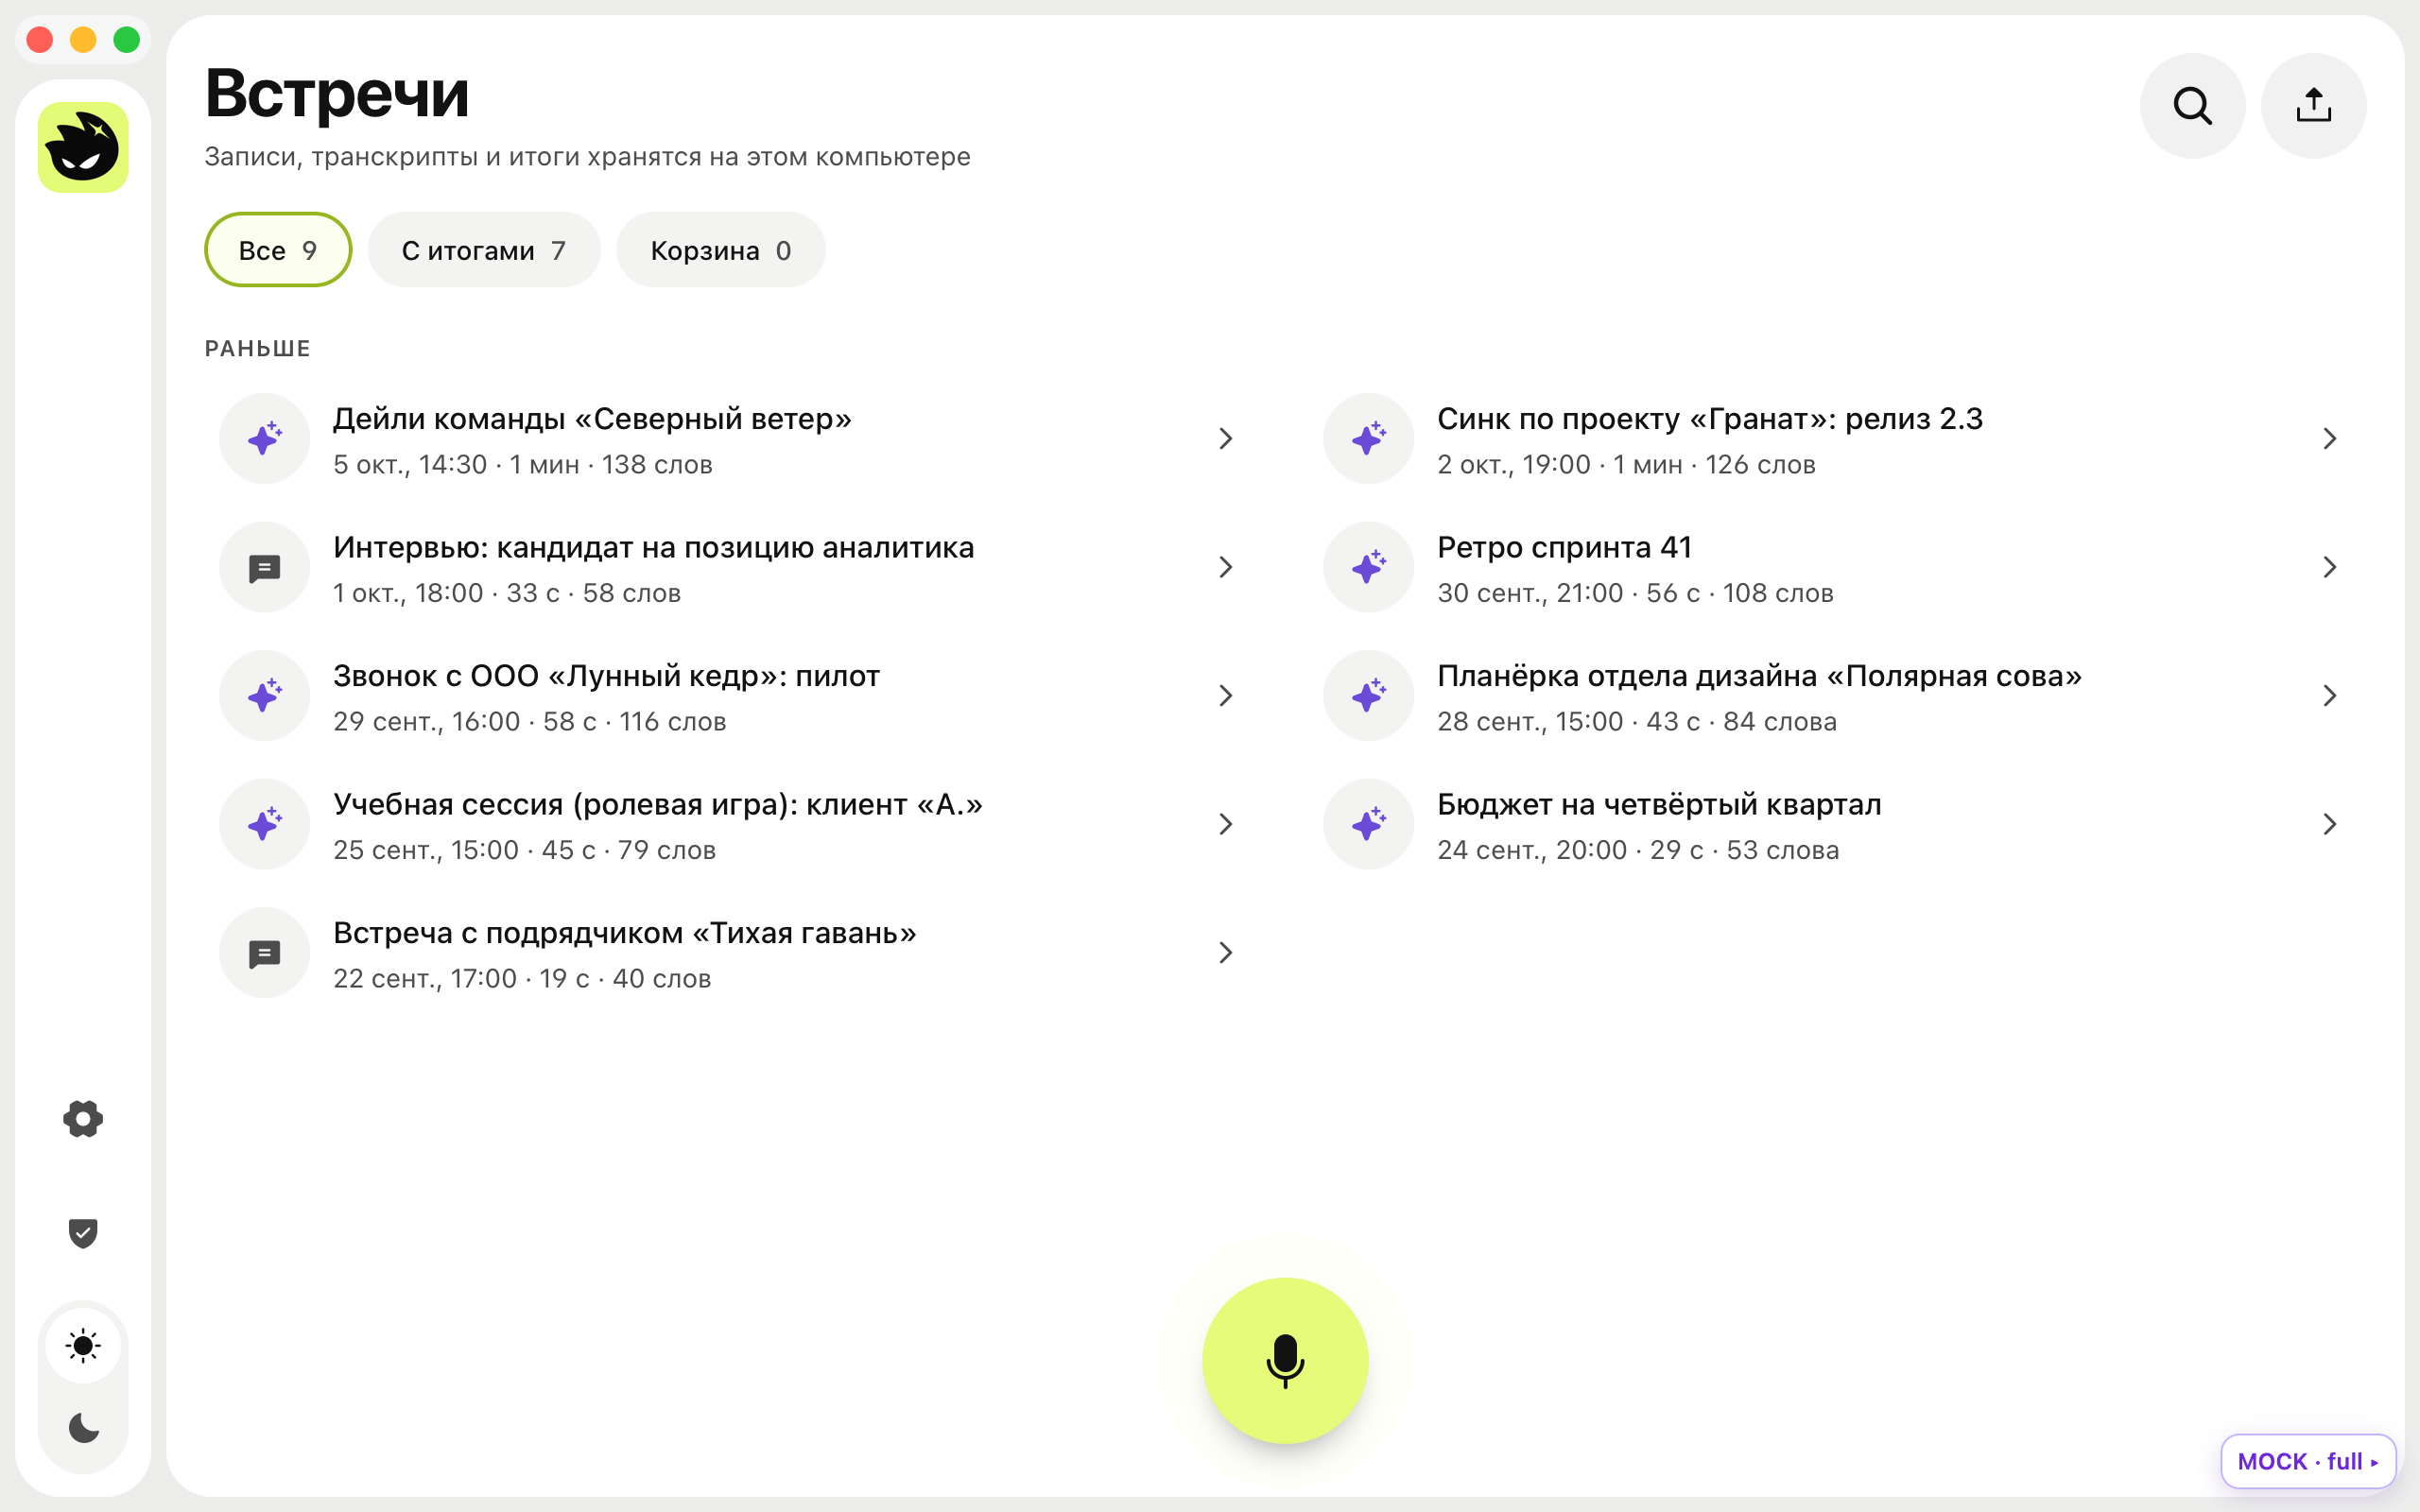 Встречи
Записи, транскрипты и итоги хранятся на этом компьютере
Все 9
С итогами 7
Корзина 0
РАНЬШЕ
Дейли команды «Северный ветер»
5 окт., 14:30 · 1 мин · 138 слов
Синк по проекту «Гранат»: релиз 2.3
2 окт., 19:00 · 1 мин · 126 слов
Интервью: кандидат на позицию аналитика
1 окт., 18:00 · 33 с · 58 слов
Ретро спринта 41
30 сент., 21:00 · 56 с · 108 слов
Звонок с ООО «Лунный кедр»: пилот
29 сент., 16:00 · 58 с · 116 слов
Планёрка отдела дизайна «Полярная сова»
28 сент., 15:00 · 43 с · 84 слова
Учебная сессия (ролевая игра): клиент «А.»
25 сент., 15:00 · 45 с · 79 слов
Бюджет на четвёртый квартал
24 сент., 20:00 · 29 с · 53 слова
Встреча с подрядчиком «Тихая гавань»
22 сент., 17:00 · 19 с · 40 слов
MOCK · full ▸